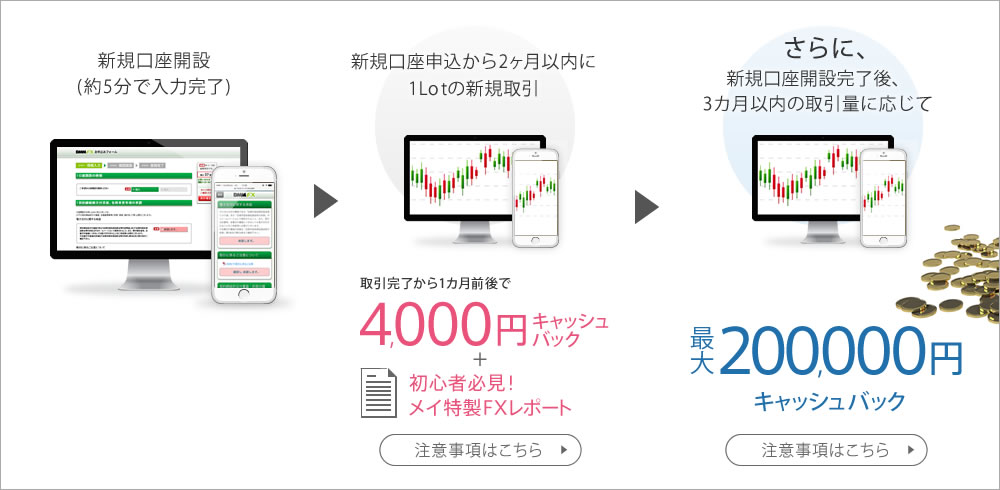 新規口座開設
(約5分で入力完了)
新規口座申込から2ヶ月以内に
1Lotの新規取引
取引完了から1カ月前後で
4,000円キャッシュ
バック
+
初心者必見!
メイ特製FXレポート
注意事項はこちら
さらに、
新規口座開設完了後、
3カ月以内の取引量に応じて
最大200,000円
キャッシュバック
注意事項はこちら